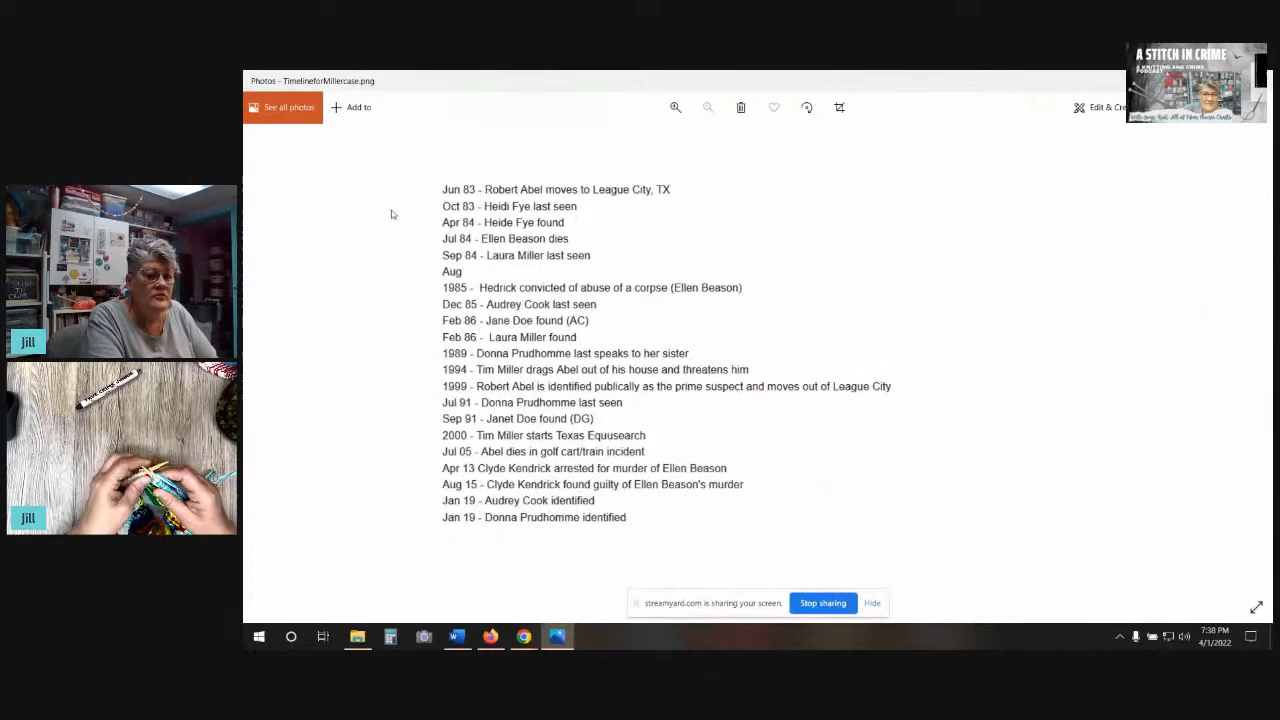 A STITCH IN CRIME
A KNITTING AND CRIME
PODCAST
Photos - TimelineforMillercase.png
See all photos
Add to
Edit & Cre
Jun 83 - Robert Abel moves to League City, TX
Oct 83 - Heidi Fye last seen
Apr 84 - Heide Fye found
Jul 84 - Ellen Beason dies
Sep 84 - Laura Miller last seen
Aug
1985 - Hedrick convicted of abuse of a corpse (Ellen Beason)
Dec 85 - Audrey Cook last seen
Feb 86 - Jane Doe found (AC)
Feb 86 - Laura Miller found
1989 - Donna Prudhomme last speaks to her sister
1994 - Tim Miller drags Abel out of his house and threatens him
1999 - Robert Abel is identified publically as the prime suspect and moves out of League City
Jul 91 - Donna Prudhomme last seen
Sep 91 - Janet Doe found (DG)
2000 - Tim Miller starts Texas Equusearch
Jul 05 - Abel dies in golf cart/train incident
Apr 13 Clyde Kendrick arrested for murder of Ellen Beason
Aug 15 - Clyde Kendrick found guilty of Ellen Beason's murder
Jan 19 - Audrey Cook identified
Jan 19 - Donna Prudhomme identified
Jill
TRUE CRIME JUNKIE
Jill
streamyard.com is sharing your screen.
Stop sharing
Hide
7:38 PM
4/1/2022